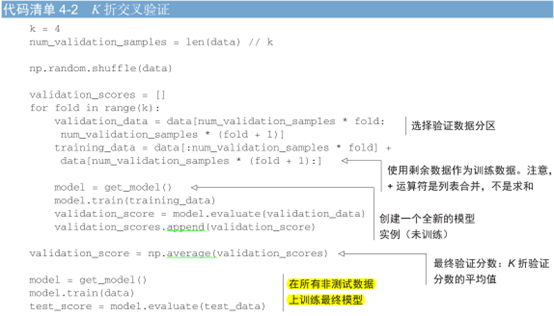 代码清单 4-2 K 折交叉验证
k = 4
num_validation_samples = len(data) // k
np.random.shuffle(data)
validation_scores = []
for fold in range(k):
validation_data = data[num_validation_samples * fold:
num_validation_samples * (fold + 1)]
选择验证数据分区
training_data = data[:num_validation_samples * fold] +
data[num_validation_samples * (fold + 1):]
使用剩余数据作为训练数据。注意,
+ 运算符是列表合并，不是求和
model = get_model()
model.train(training_data)
validation_score = model.evaluate(validation_data)
validation_scores.append(validation_score)
创建一个全新的模型
实例（未训练）
validation_score = np.average(validation_scores)
最终验证分数：K 折验证
分数的平均值
model = get_model()
model.train(data)
test_score = model.evaluate(test_data)
在所有非测试数据
上训练最终模型